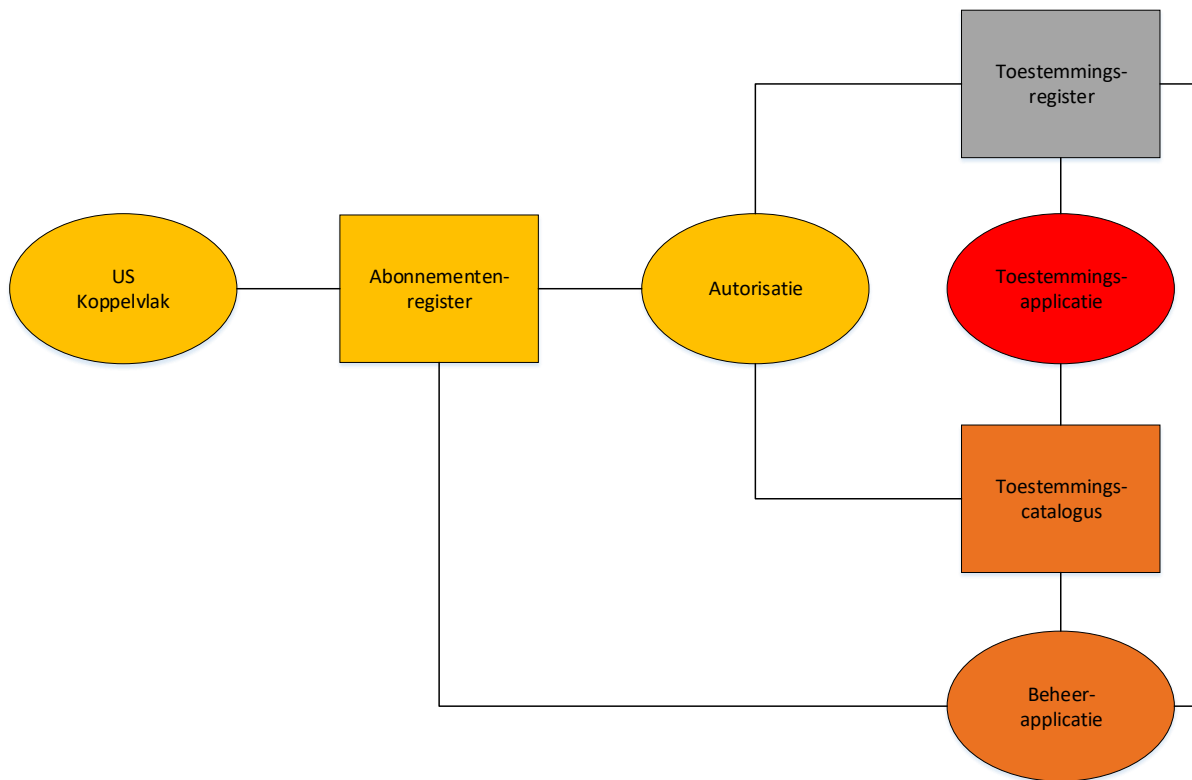 Toestemmings-
register
US
Koppelvlak
Abonnementen-
register
Autorisatie
Toestemmings-
applicatie
Toestemmings-
catalogus
Beheer-
applicatie